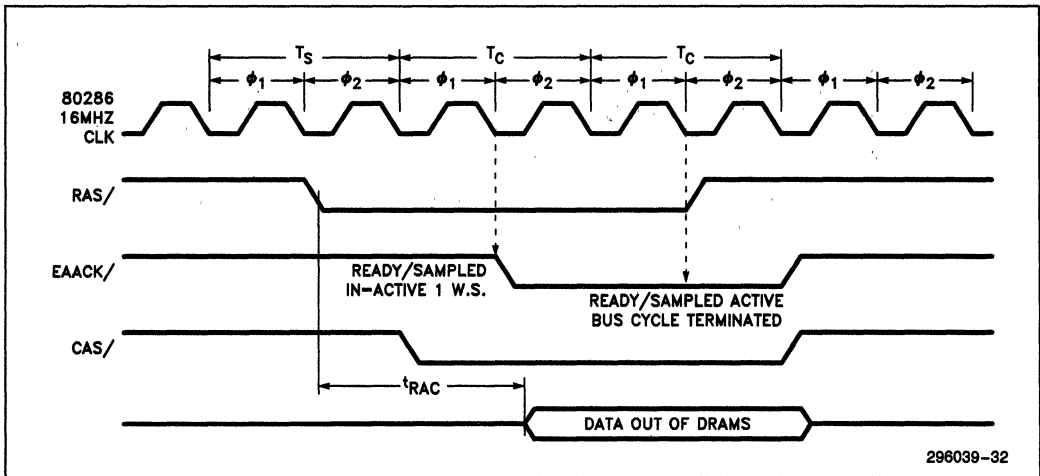 TS TC TC
ϕ1 ϕ2 ϕ1 ϕ2 ϕ1 ϕ2 ϕ1 ϕ2
80286
16MHZ
CLK
RAS/
EAACK/
READY/SAMPLED
IN-ACTIVE 1 W.S.
READY/SAMPLED ACTIVE
BUS CYCLE TERMINATED
CAS/
tRAC
DATA OUT OF DRAMS
296039-32